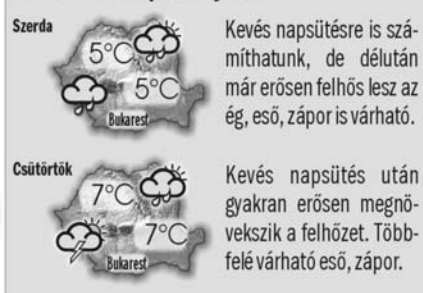 Szerda
5°C
5°C
Bukarest
Kevés napsütésre is szá-
míthatunk, de délután
már erősen felhős lesz az
ég, eső, zápor is várható.
Csütörtök
7°C
7°C
Bukarest
Kevés napsütés után
gyakran erősen megnö-
vekszik a felhőzet. Több-
felé várható eső, zápor.